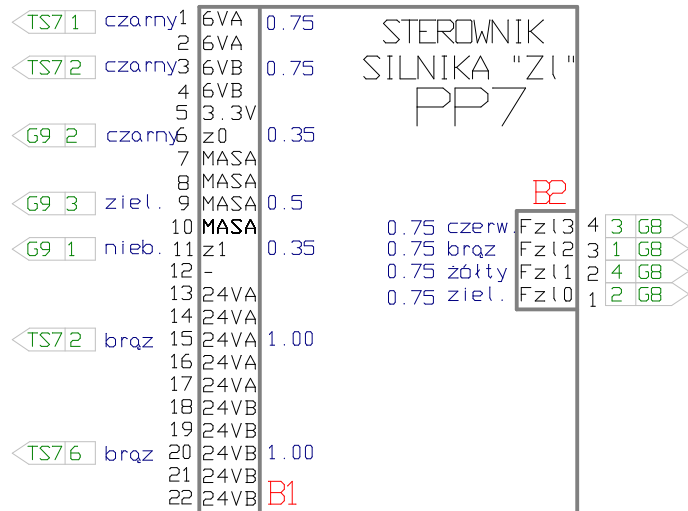 TS7 1 czarny 1 6VA 0.75
2 6VA
TS7 2 czarny 3 6VB 0.75
4 6VB
5 3.3V
G9 2 czarny 6 z0 0.35
7 MASA
8 MASA
G9 3 ziel. 9 MASA 0.5
10 MASA
G9 1 nieb. 11 z1 0.35
12 -
13 24VA
14 24VA
TS7 2 brąz 15 24VA 1.00
16 24VA
17 24VA
18 24VB
19 24VB
TS7 6 brąz 20 24VB 1.00
21 24VB
22 24VB
B1
STEROWNIK
SILNIKA "Zl"
PP7
B2
0.75 czerw. Fzl3 4 3 G8
0.75 brąz Fzl2 3 1 G8
0.75 żółty Fzl1 2 4 G8
0.75 ziel. Fzl0 1 2 G8